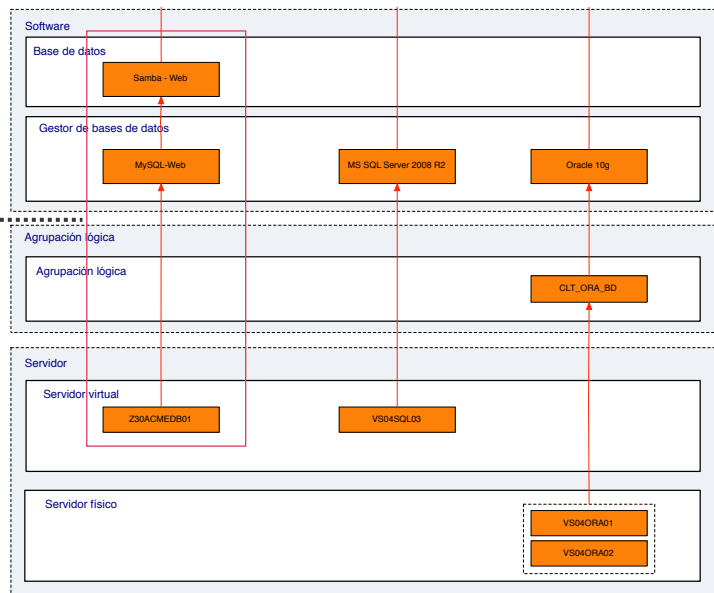 Software
Base de datos
Samba - Web
Gestor de bases de datos
MySQL-Web
MS SQL Server 2008 R2
Oracle 10g
Agrupación lógica
Agrupación lógica
CLT_ORA_BD
Servidor
Servidor virtual
Z30ACMEDB01
VS04SQL03
Servidor físico
VS04ORA01
VS04ORA02